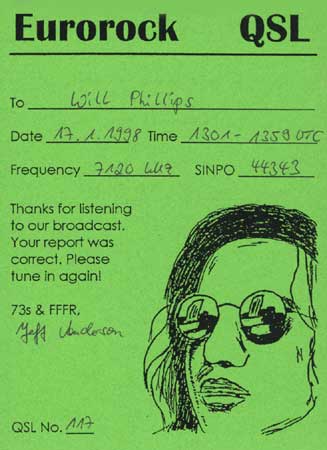 Eurorock QSL
To Will Phillips
Date 17.1.1998 Time 1301-1359 UTC
Frequency 7120 kHz SINPO 44343
Thanks for listening
to our broadcast.
Your report was
correct. Please
tune in again!
73s & FFFR,
Jeff Anderson
QSL No. 117